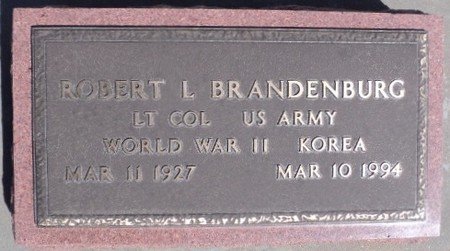 ROBERT L BRANDENBURG
LT COL US ARMY
WORLD WAR II KOREA
MAR 11 1927 MAR 10 1994